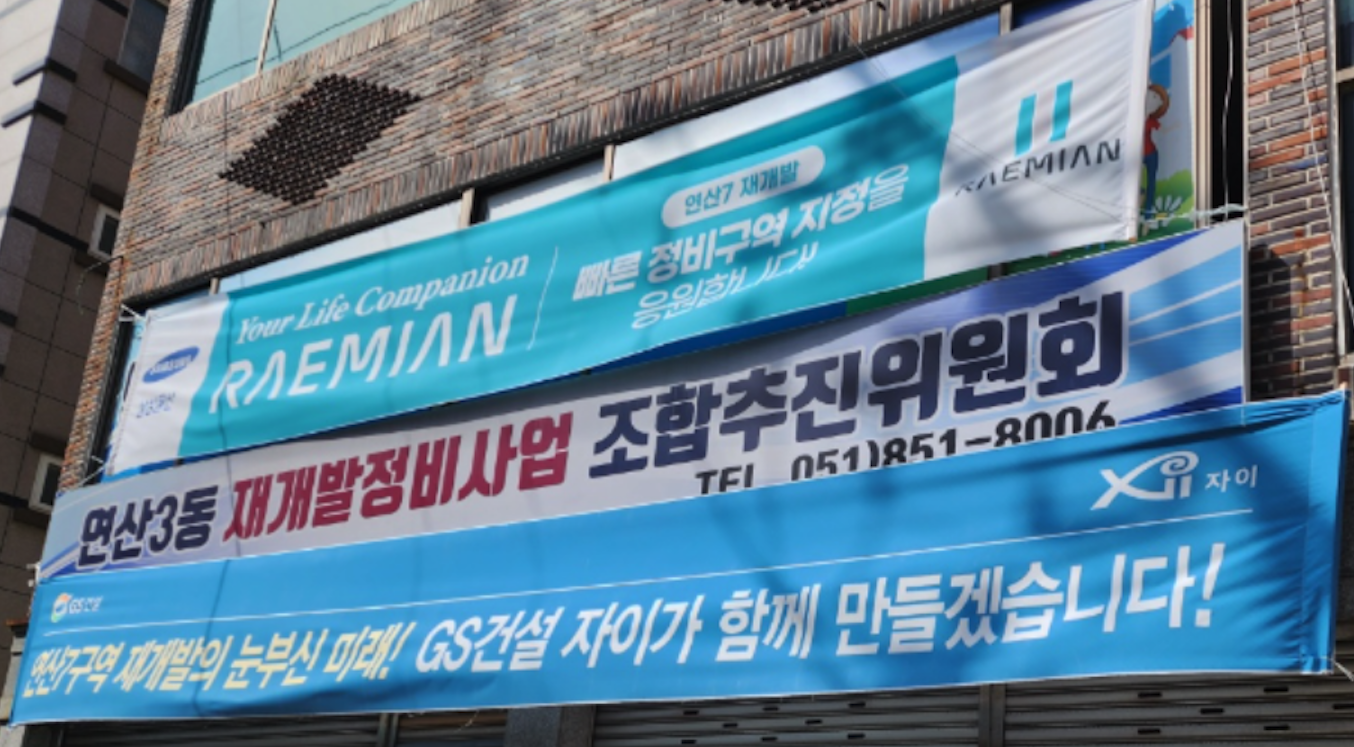 연산7 재개발
Your Life Companion
RAEMIAN
빠른 정비구역 지정을
응원합니다
RAEMIAN
연산3동 재개발정비사업 조합추진위원회
TEL 051)851-8006
Xii 자이
GS건설
연산7구역 재개발의 눈부신 미래! GS건설 자이가 함께 만들겠습니다!